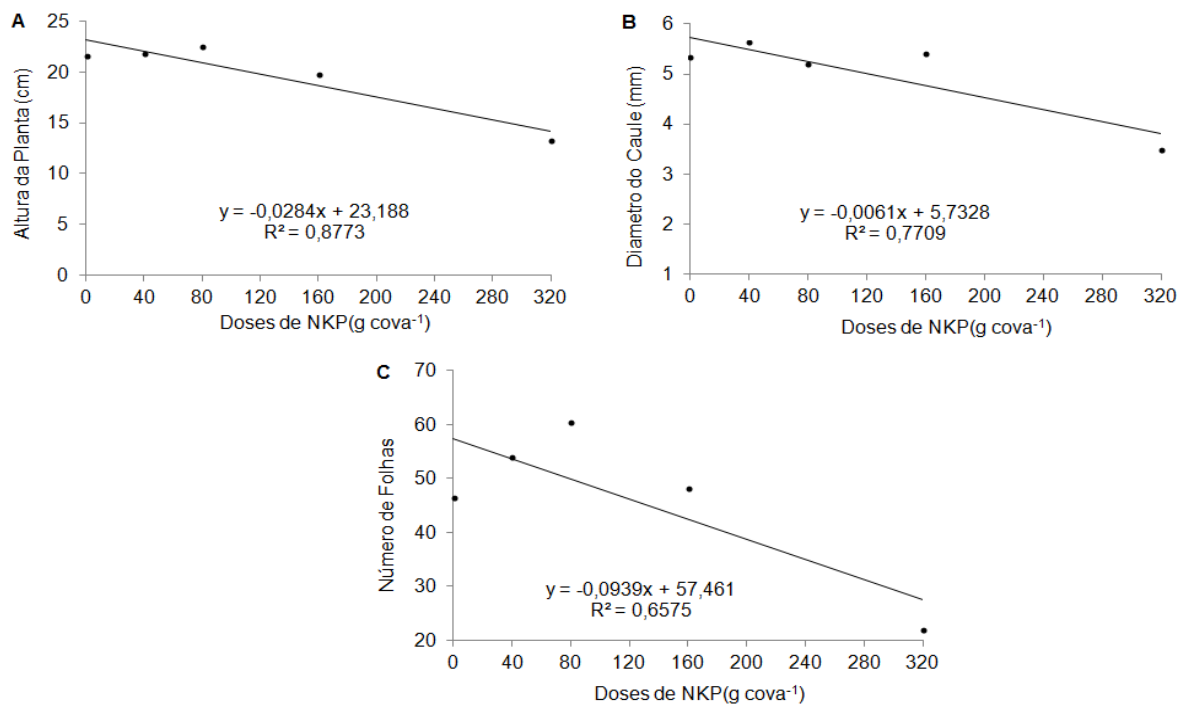 A
Altura da Planta (cm)
25
20
15
10
5
0
y = -0,0284x + 23,188
R² = 0,8773
0 40 80 120 160 200 240 280 320
Doses de NKP(g cova⁻¹)
B
Diametro do Caule (mm)
6
5
4
3
2
1
y = -0,0061x + 5,7328
R² = 0,7709
0 40 80 120 160 200 240 280 320
Doses de NKP(g cova⁻¹)
C
Número de Folhas
70
60
50
40
30
20
y = -0,0939x + 57,461
R² = 0,6575
0 40 80 120 160 200 240 280 320
Doses de NKP(g cova⁻¹)